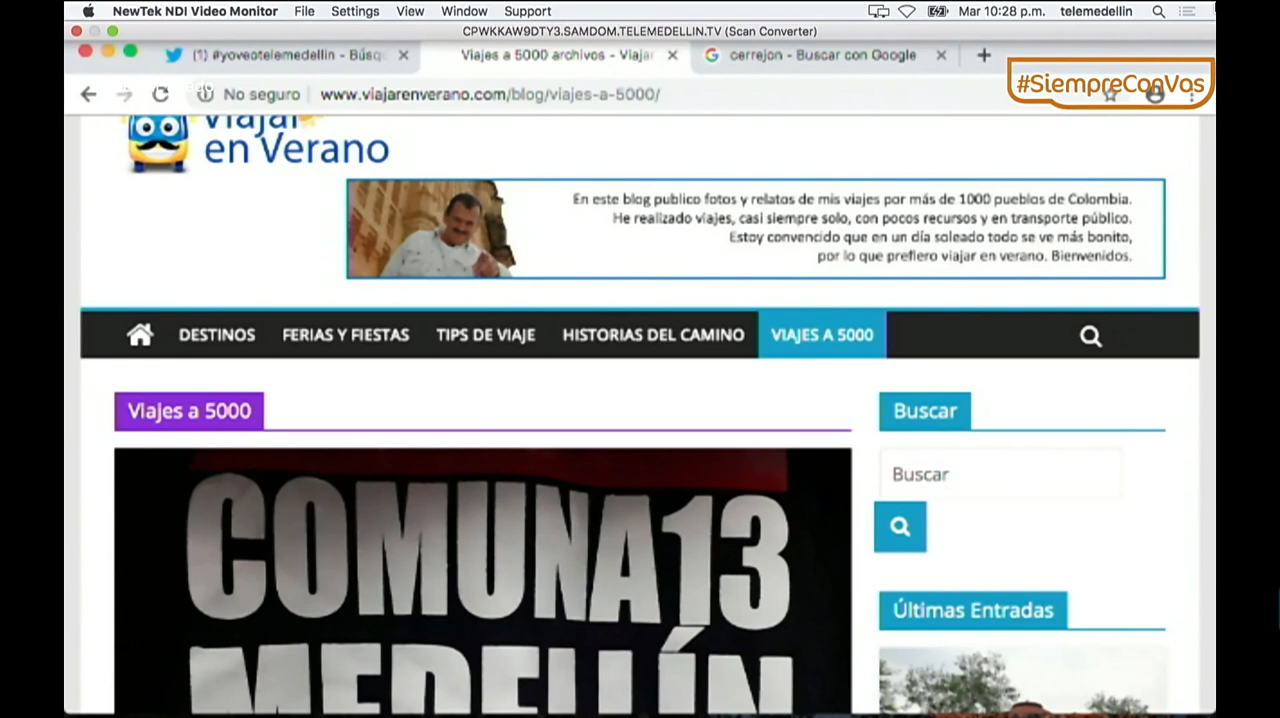 NewTek NDI Video Monitor File Settings View Window Support Mar 10:28 p.m. telemedellin
CPWKKAW9DTY3.SAMDOM.TELEMEDELLIN.TV (Scan Converter)
(1) #yoveotelemedellin - Búsq Viajes a 5000 archivos - Viajar cerrejon - Buscar con Google
#SiempreConVos
No seguro www.viajarenverano.com/blog/viajes-a-5000/
Viajar
en Verano
En este blog publico fotos y relatos de mis viajes por más de 1000 pueblos de Colombia.
He realizado viajes, casi siempre solo, con pocos recursos y en transporte público.
Estoy convencido que en un día soleado todo se ve más bonito,
por lo que prefiero viajar en verano. Bienvenidos.
DESTINOS FERIAS Y FIESTAS TIPS DE VIAJE HISTORIAS DEL CAMINO VIAJES A 5000
Viajes a 5000
Buscar
Buscar
COMUNA13
MEDELLÍN
Últimas Entradas